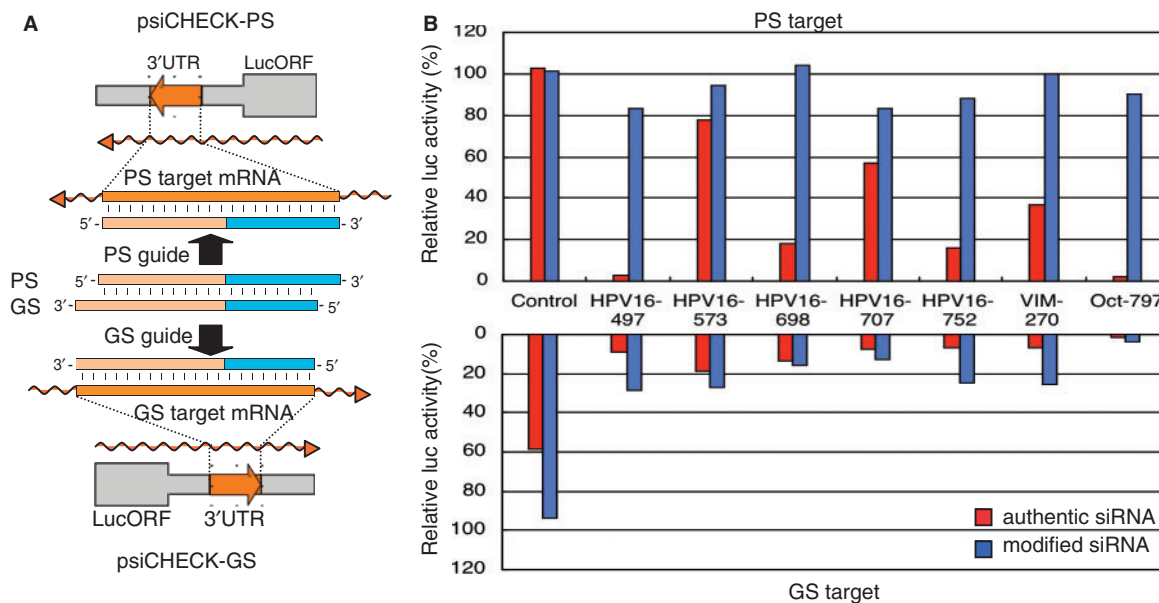 A
psiCHECK-PS
3′UTR
LucORF
PS target mRNA
5′-
-3′
PS guide
PS
5′-
-3′
GS
3′-
-5′
GS guide
3′-
-5′
GS target mRNA
LucORF
3′UTR
psiCHECK-GS
B
PS target
Relative luc activity (%)
120
100
80
60
40
20
0
Control
HPV16-497
HPV16-573
HPV16-698
HPV16-707
HPV16-752
VIM-270
Oct-797
Relative luc activity(%)
0
20
40
60
80
100
120
authentic siRNA
modified siRNA
GS target